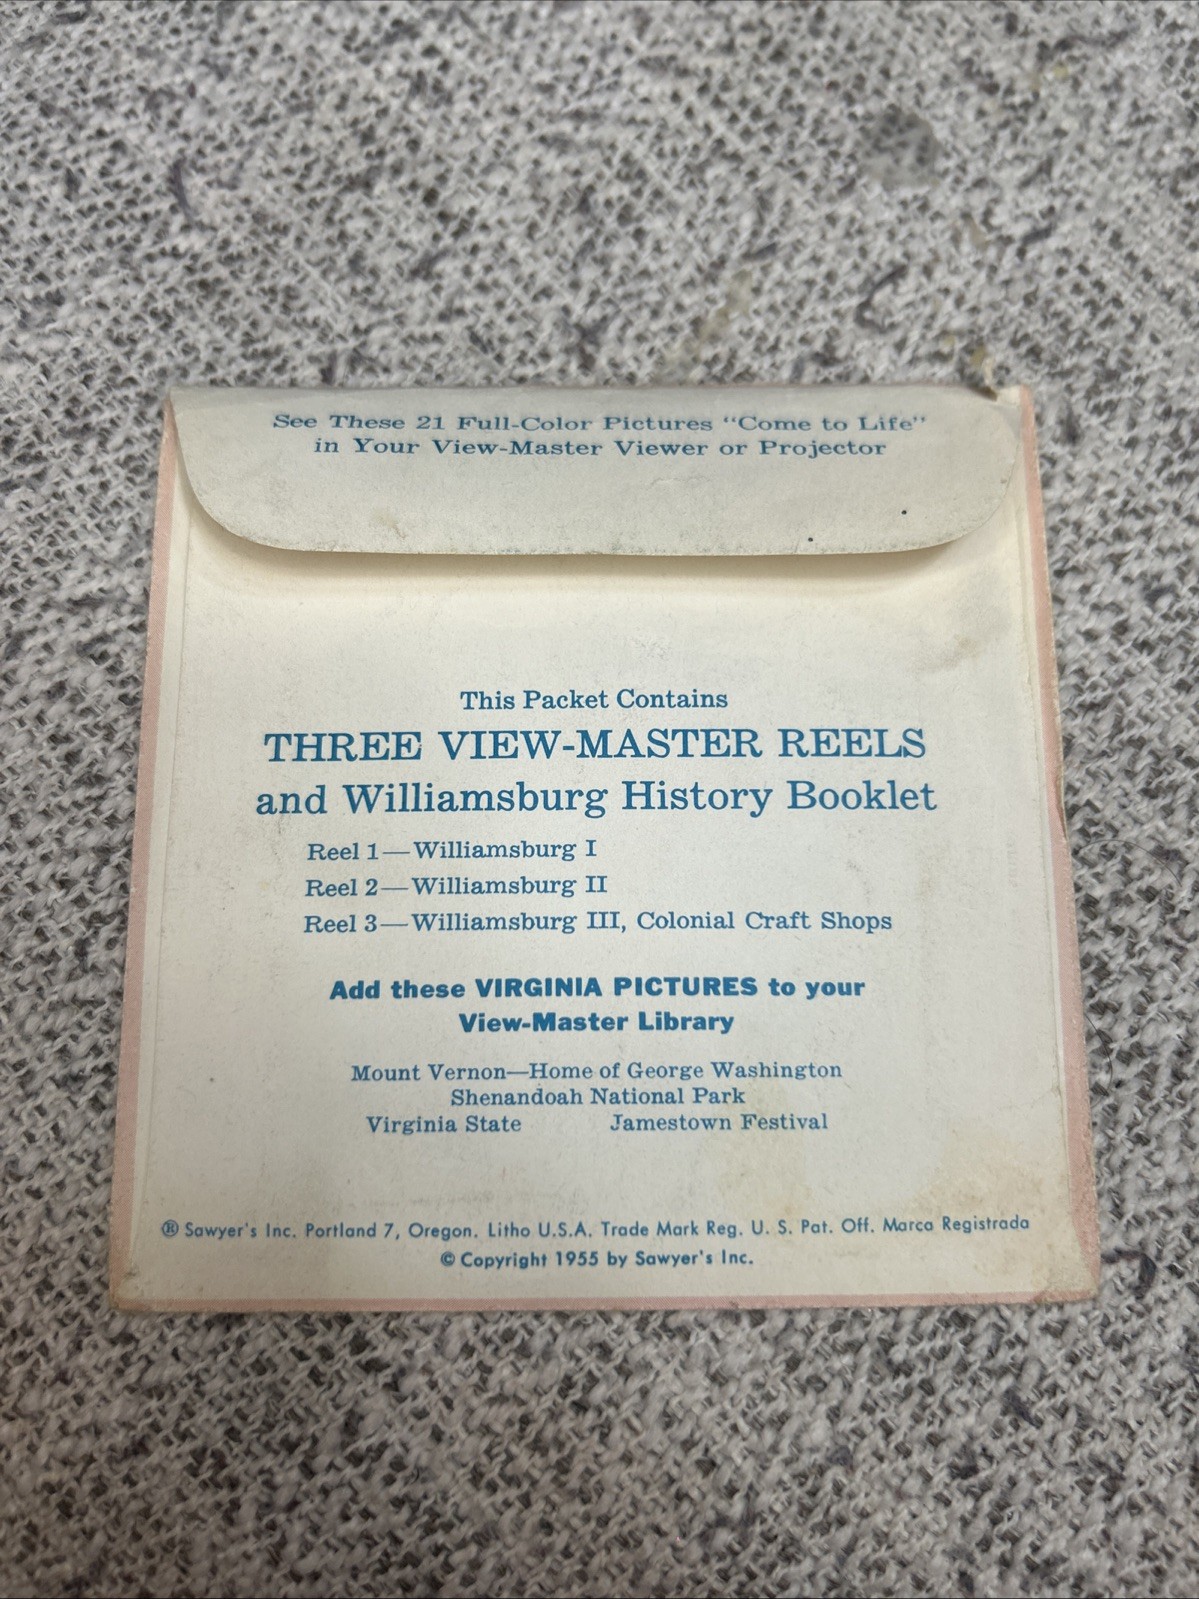 See These 21 Full-Color Pictures "Come to Life"
in Your View-Master Viewer or Projector
This Packet Contains
THREE VIEW-MASTER REELS
and Williamsburg History Booklet
Reel 1—Williamsburg I
Reel 2—Williamsburg II
Reel 3—Williamsburg III, Colonial Craft Shops
Add these VIRGINIA PICTURES to your
View-Master Library
Mount Vernon—Home of George Washington
Shenandoah National Park
Virginia State Jamestown Festival
® Sawyer's Inc. Portland 7, Oregon. Litho U.S.A. Trade Mark Reg. U. S. Pat. Off. Marca Registrada
© Copyright 1955 by Sawyer's Inc.